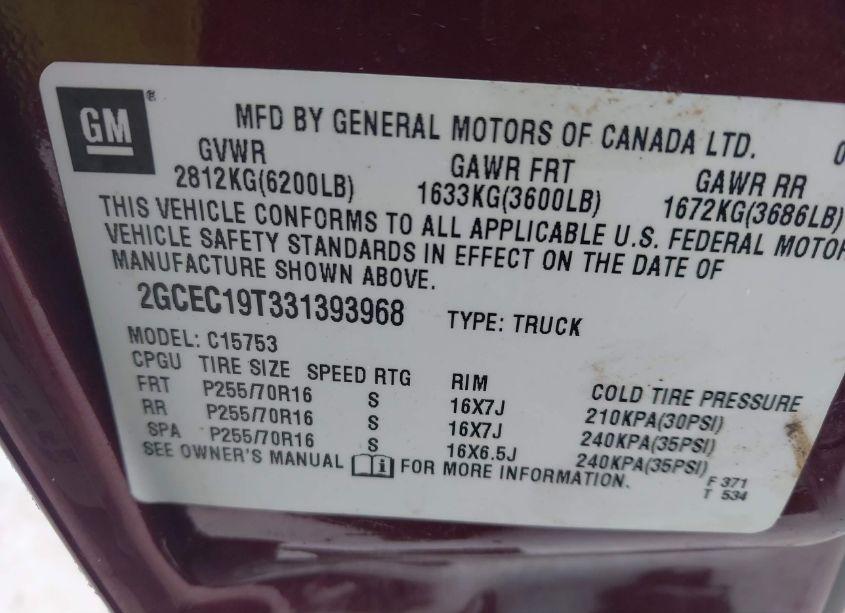 GM ®
MFD BY GENERAL MOTORS OF CANADA LTD. 0
GVWR GAWR FRT GAWR RR
2812KG(6200LB) 1633KG(3600LB) 1672KG(3686LB)
THIS VEHICLE CONFORMS TO ALL APPLICABLE U.S. FEDERAL MOTOR
VEHICLE SAFETY STANDARDS IN EFFECT ON THE DATE OF
MANUFACTURE SHOWN ABOVE.
2GCEC19T331393968 TYPE: TRUCK
MODEL: C15753
CPGU TIRE SIZE SPEED RTG RIM COLD TIRE PRESSURE
FRT P255/70R16 S 16X7J 210KPA(30PSI)
RR P255/70R16 S 16X7J 240KPA(35PSI)
SPA P255/70R16 S 16X6.5J 240KPA(35PSI)
SEE OWNER'S MANUAL FOR MORE INFORMATION.
F 371
T 534